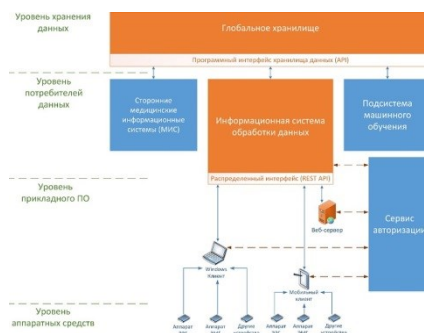 Уровень хранения
данных
Глобальное хранилище
Программный интерфейс хранилища данных (API)
Уровень
потребителей
данных
Сторонние
медицинские
информационные
системы (МИС)
Информационная система
обработки данных
Подсистема
машинного
обучения
Распределенный интерфейс (REST API)
Уровень
прикладного ПО
Веб-сервер
Сервис
авторизации
Windows
Клиент
Мобильный
клиент
Уровень
аппаратных средств
Аппарат
Аппарат
Другие
Аппарат
Аппарат
Другие